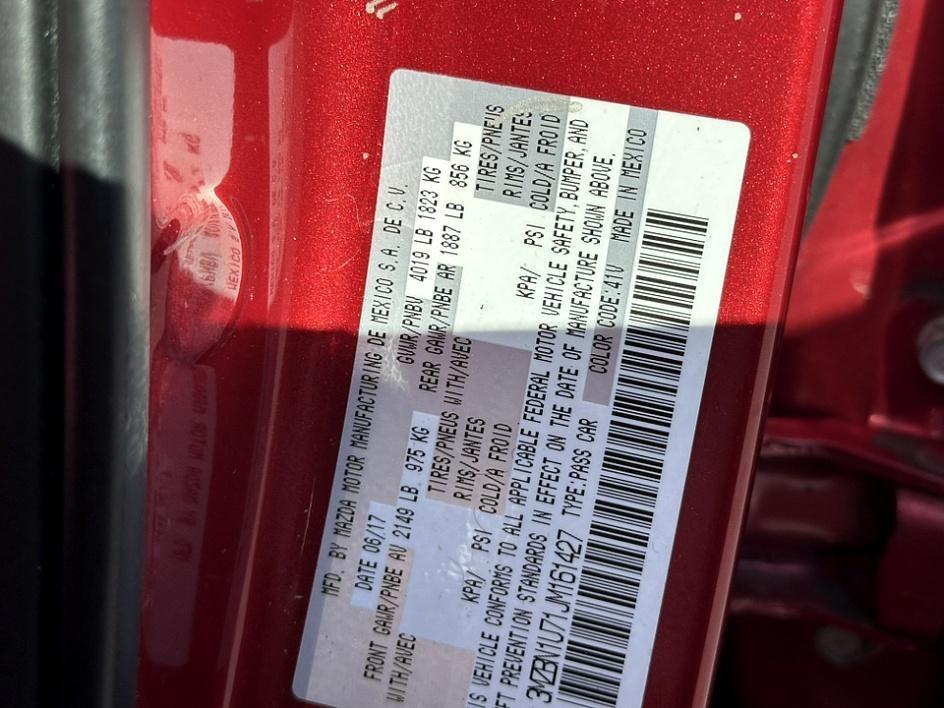 MFD. BY MAZDA MOTOR MANUFACTURING DE MEXICO S.A. DE C.V.
DATE 06/17 GVWR/PNBV 4019 LB 1823 KG
FRONT GAWR/PNBE AV 2149 LB 975 KG REAR GAWR/PNBE AR 1887 LB 856 KG
WITH/AVEC TIRES/PNEUS WITH/AVEC TIRES/PNEUS
RIMS/JANTES RIMS/JANTES
KPA/ PSI COLD/A FROID KPA/ PSI COLD/A FROID
S VEHICLE CONFORMS TO ALL APPLICABLE FEDERAL MOTOR VEHICLE SAFETY, BUMPER, AND
FT PREVENTION STANDARDS IN EFFECT ON THE DATE OF MANUFACTURE SHOWN ABOVE.
3MZBN1U71JM161427 TYPE:PASS CAR COLOR CODE:41V MADE IN MEXICO